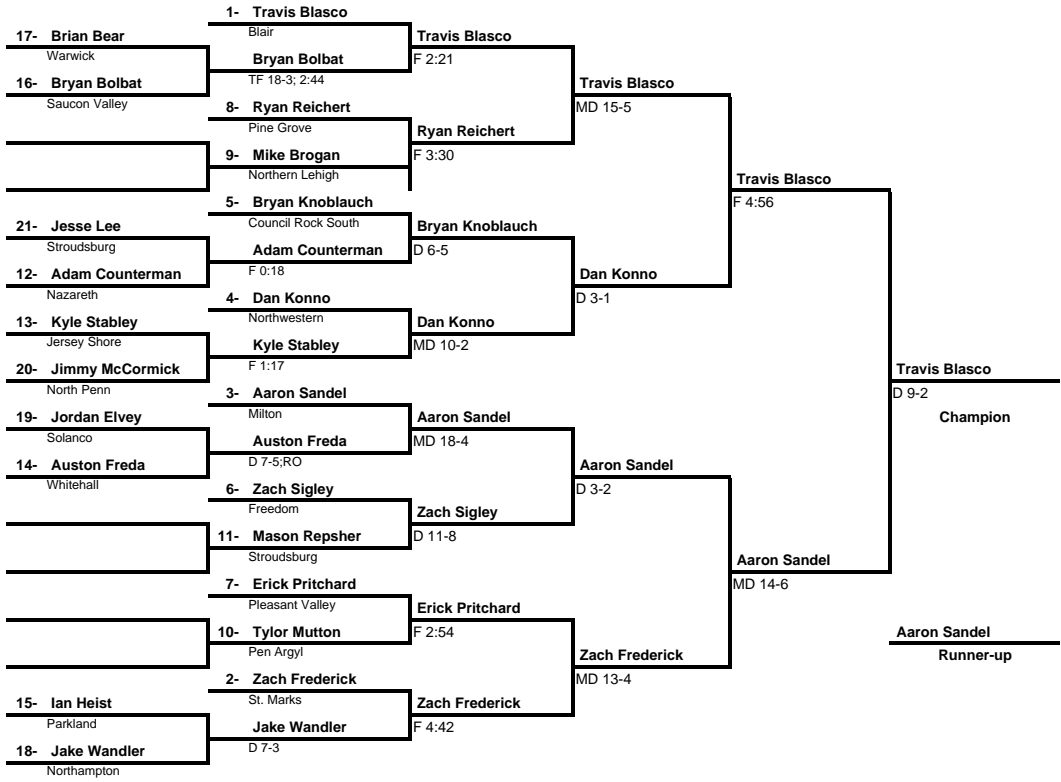 1- Travis Blasco
Blair
17- Brian Bear
Warwick
Bryan Bolbat
TF 18-3; 2:44
16- Bryan Bolbat
Saucon Valley
Travis Blasco
F 2:21
8- Ryan Reichert
Pine Grove
9- Mike Brogan
Northern Lehigh
Ryan Reichert
F 3:30
Travis Blasco
MD 15-5
5- Bryan Knoblauch
Council Rock South
21- Jesse Lee
Stroudsburg
Adam Counterman
F 0:18
12- Adam Counterman
Nazareth
Bryan Knoblauch
D 6-5
4- Dan Konno
Northwestern
13- Kyle Stabley
Jersey Shore
Kyle Stabley
F 1:17
20- Jimmy McCormick
North Penn
Dan Konno
MD 10-2
Dan Konno
D 3-1
Travis Blasco
F 4:56
3- Aaron Sandel
Milton
19- Jordan Elvey
Solanco
Auston Freda
D 7-5;RO
14- Auston Freda
Whitehall
Aaron Sandel
MD 18-4
6- Zach Sigley
Freedom
11- Mason Repsher
Stroudsburg
Zach Sigley
D 11-8
Aaron Sandel
D 3-2
7- Erick Pritchard
Pleasant Valley
10- Tylor Mutton
Pen Argyl
Erick Pritchard
F 2:54
2- Zach Frederick
St. Marks
15- Ian Heist
Parkland
Jake Wandler
D 7-3
18- Jake Wandler
Northampton
Zach Frederick
F 4:42
Zach Frederick
MD 13-4
Aaron Sandel
MD 14-6
Travis Blasco
D 9-2
Champion
Aaron Sandel
Runner-up